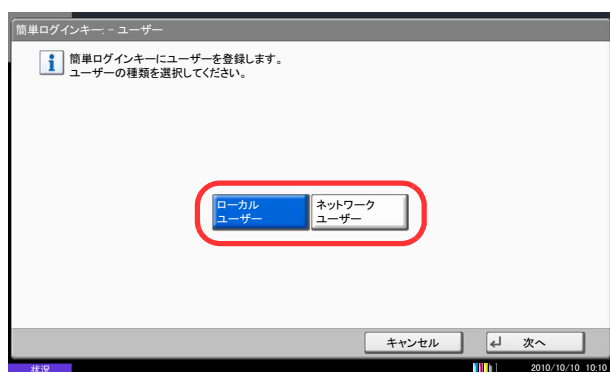 簡単ログインキー: - ユーザー
簡単ログインキーにユーザーを登録します。
ユーザーの種類を選択してください。
ローカル
ユーザー
ネットワーク
ユーザー
キャンセル
次へ
状況
2010/10/10 10:10